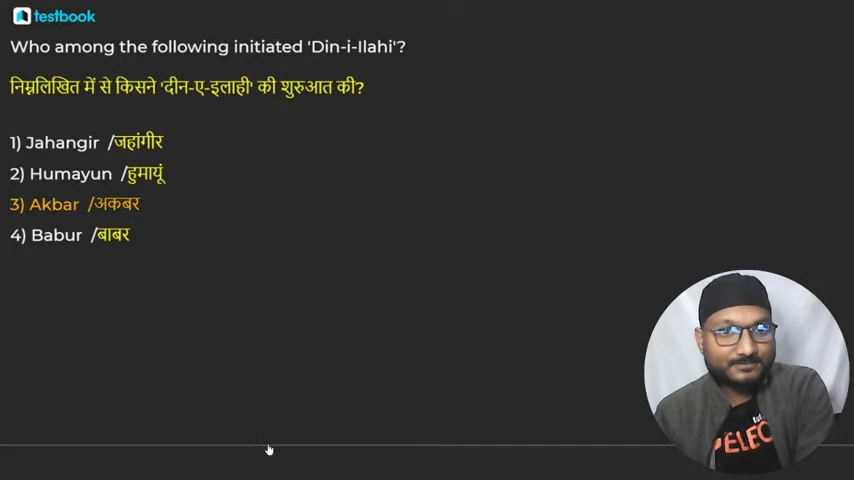 testbook
Who among the following initiated 'Din-i-Ilahi'?
निम्नलिखित में से किसने 'दीन-ए-इलाही' की शुरुआत की?
1) Jahangir /जहांगीर
2) Humayun /हुमायूं
3) Akbar /अकबर
4) Babur /बाबर